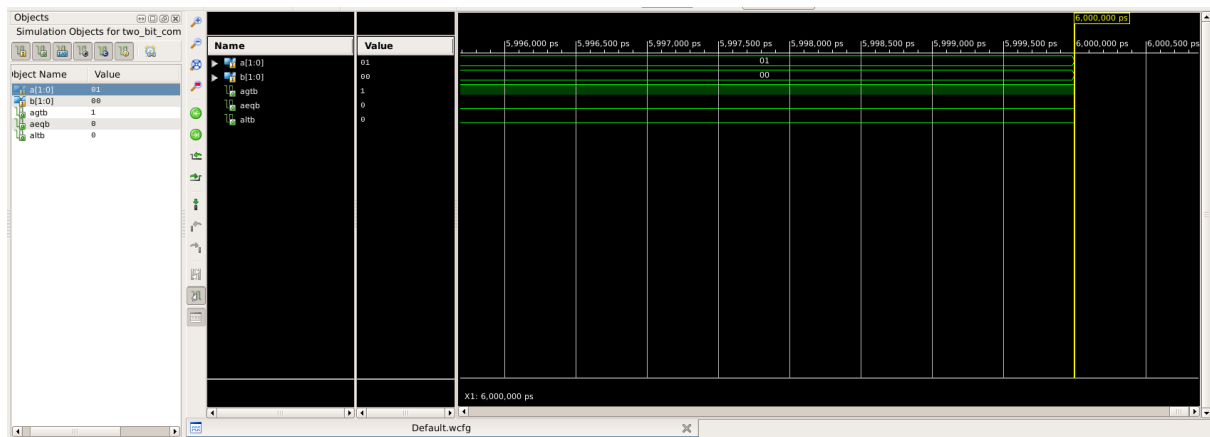 Objects
Simulation Objects for two_bit_com
bject Name Value
a[1:0] 01
b[1:0] 00
agtb 1
aeqb 0
altb 0
Name Value
a[1:0] 01
b[1:0] 00
agtb 1
aeqb 0
altb 0
6,000,000 ps
5,996,000 ps 5,996,500 ps 5,997,000 ps 5,997,500 ps 5,998,000 ps 5,998,500 ps 5,999,000 ps 5,999,500 ps 6,000,000 ps 6,000,500 ps
01
00
X1: 6,000,000 ps
Default.wcfg